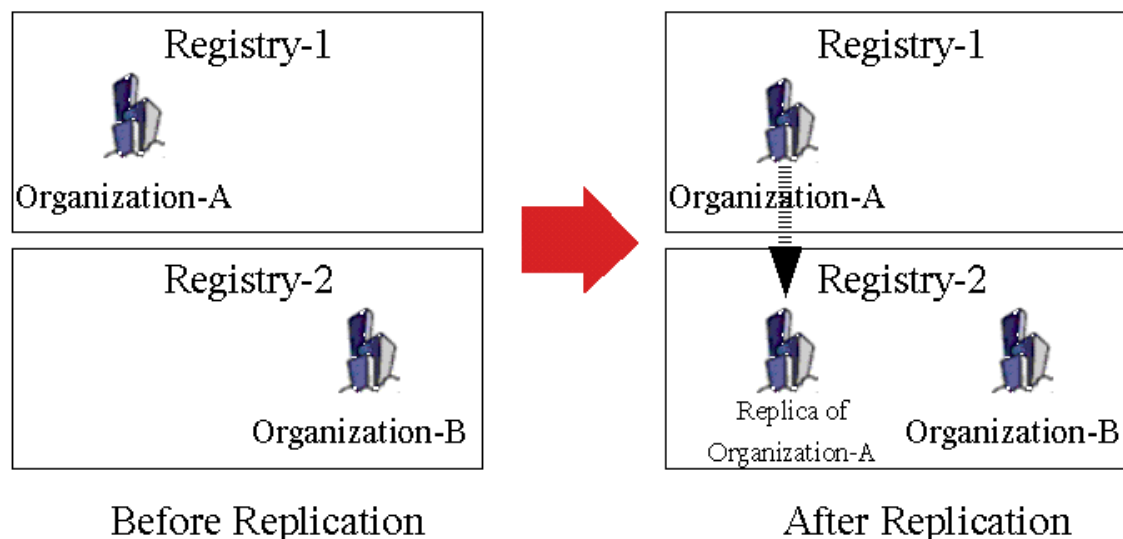 Registry-1
Organization-A
Registry-2
Organization-B
Before Replication
Registry-1
Organization-A
Registry-2
Replica of
Organization-A
Organization-B
After Replication